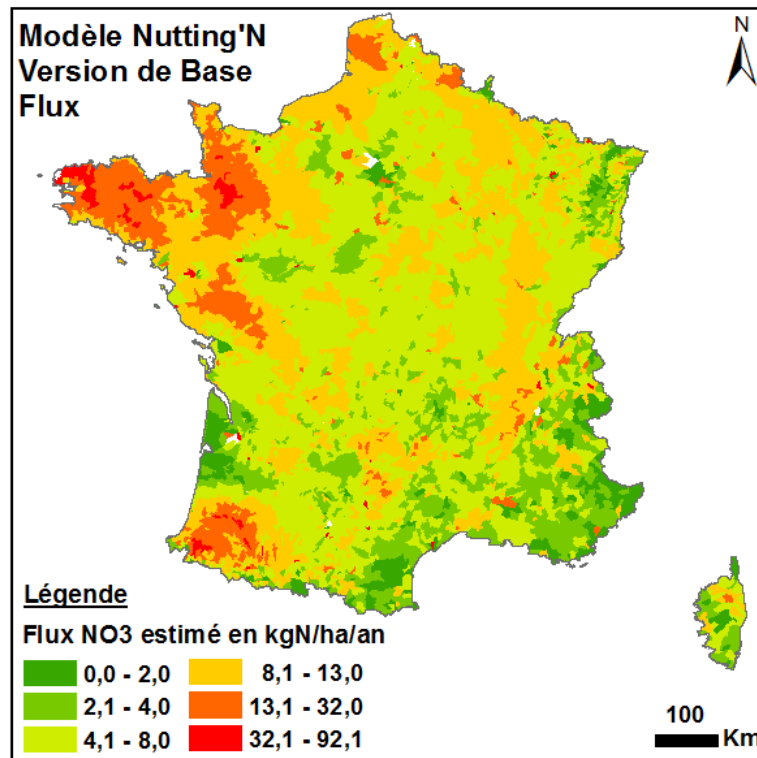 Modèle Nutting'N
Version de Base
Flux
N
Légende
Flux NO3 estimé en kgN/ha/an
0,0 - 2,0
8,1 - 13,0
2,1 - 4,0
13,1 - 32,0
4,1 - 8,0
32,1 - 92,1
100
Km